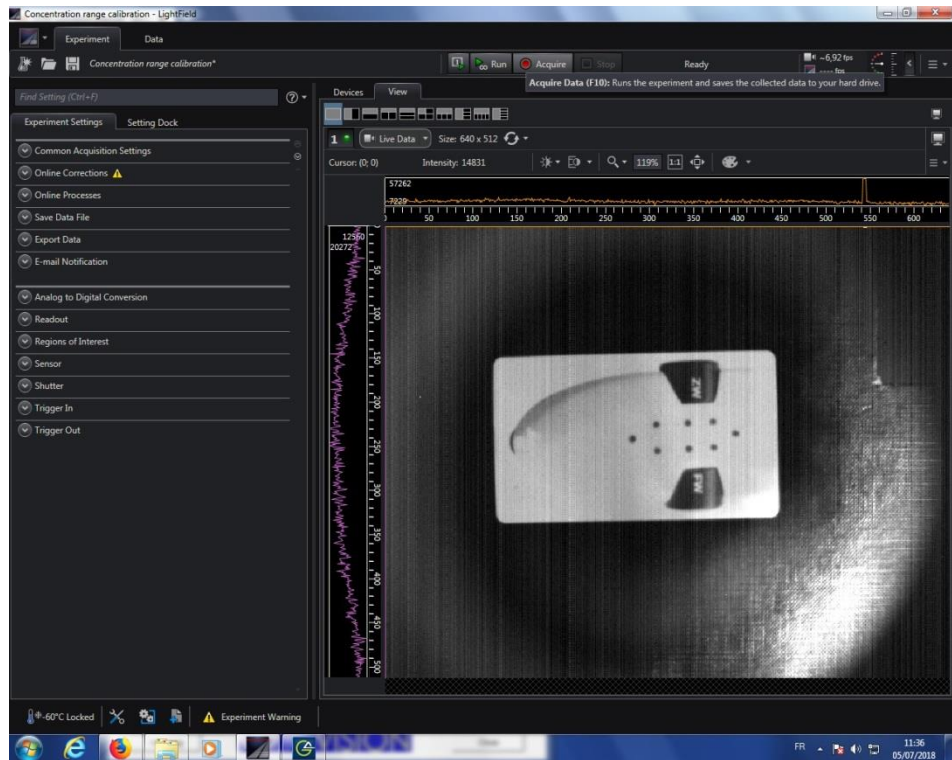 Concentration range calibration - LightField
Experiment Data
Concentration range calibration*
Run Acquire Stop Ready ~6,92 fps
---- fps
Acquire Data (F10): Runs the experiment and saves the collected data to your hard drive.
Find Setting (Ctrl+F)
Devices View
Experiment Settings Setting Dock
1 Live Data Size: 640 x 512
Common Acquisition Settings
Cursor: (0; 0) Intensity: 14831 119% 1:1
Online Corrections
57262
Online Processes
7229
50 100 150 200 250 300 350 400 450 500 550 600
Save Data File
12560
20272
Export Data
E-mail Notification
50
Analog to Digital Conversion
100
Readout
Regions of Interest
150
Sensor
Shutter
200
Trigger In
Trigger Out
250
300
350
400
450
500
ZW
FW
-60°C Locked Experiment Warning
FR 11:36
05/07/2018